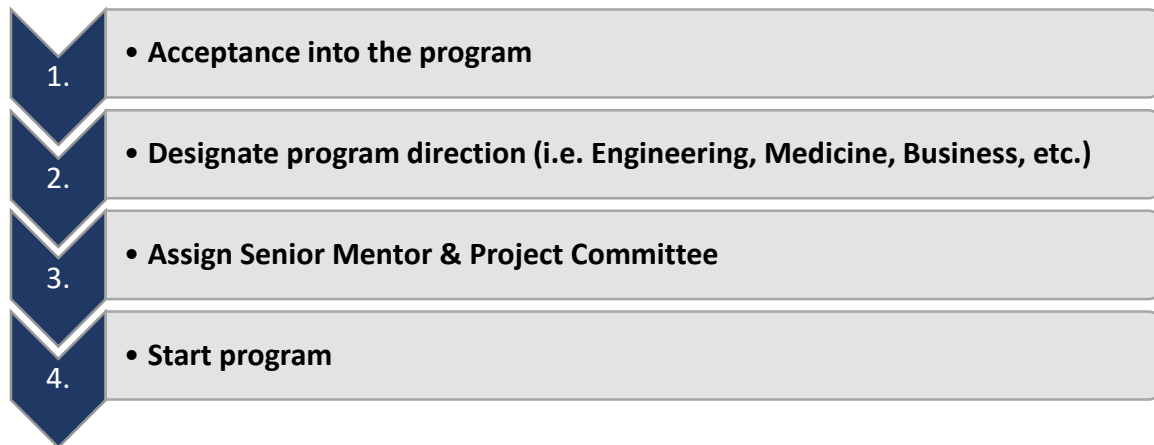 1.
• Acceptance into the program
2.
• Designate program direction (i.e. Engineering, Medicine, Business, etc.)
3.
• Assign Senior Mentor & Project Committee
4.
• Start program